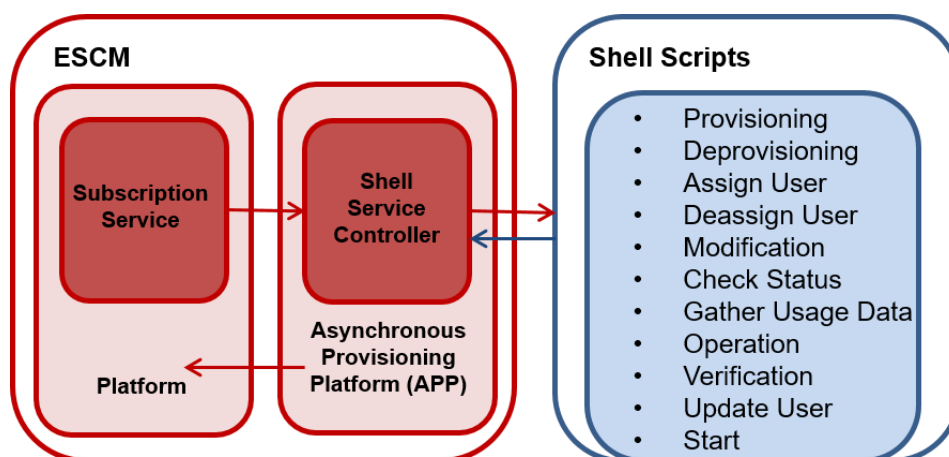 ESCM
Subscription
Service
Platform
Shell
Service
Controller
Asynchronous
Provisioning
Platform (APP)
Shell Scripts
• Provisioning
• Deprovisioning
• Assign User
• Deassign User
• Modification
• Check Status
• Gather Usage Data
• Operation
• Verification
• Update User
• Start